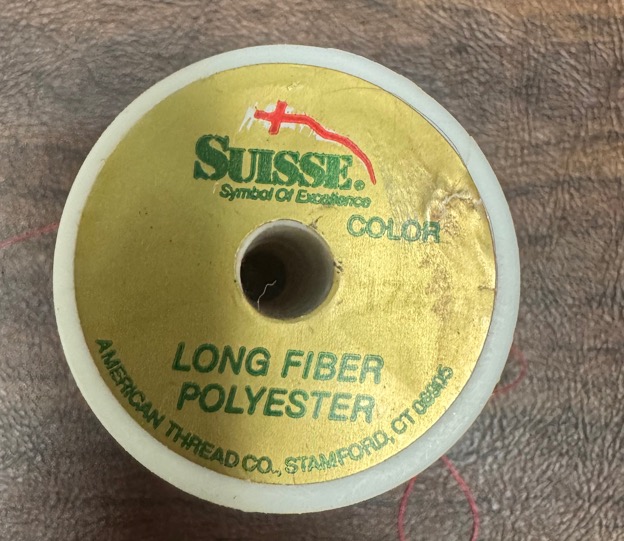 SUISSE®
Symbol Of Excellence
COLOR
LONG FIBER
POLYESTER
AMERICAN THREAD CO., STAMFORD, CT 06905